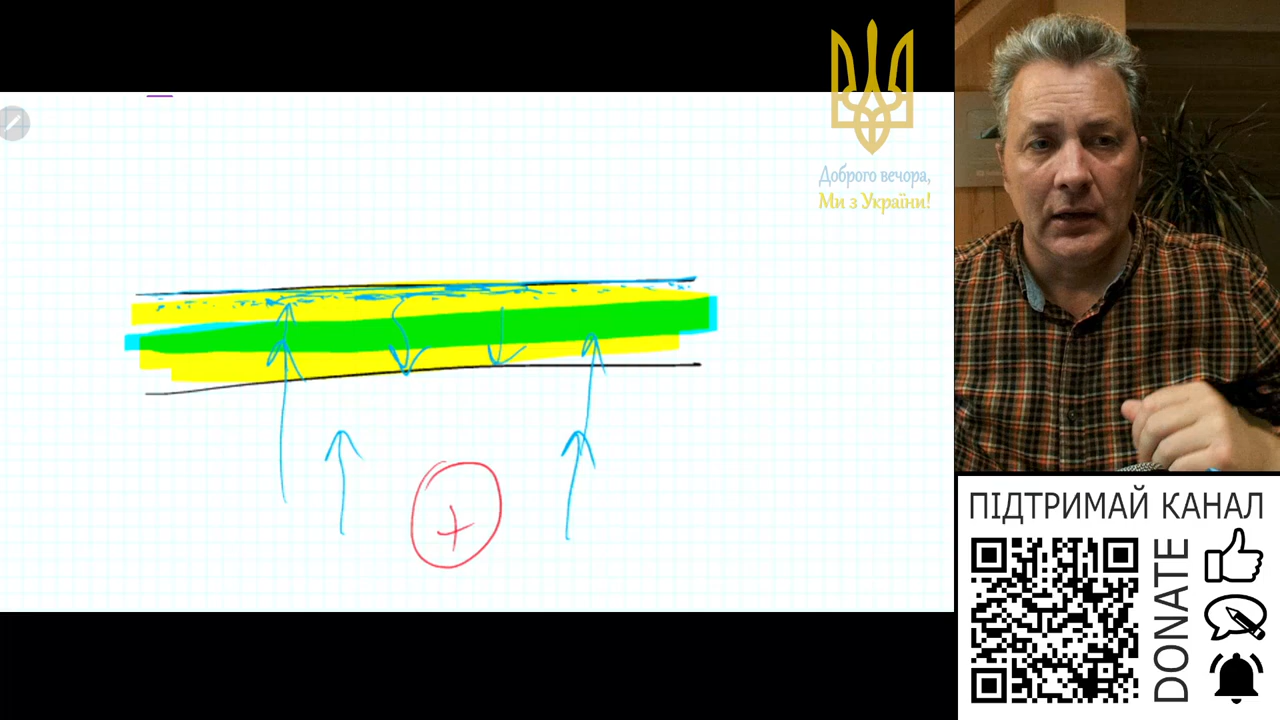 Доброго вечора,
Ми з України!
+
ПІДТРИМАЙ КАНАЛ
DONATE